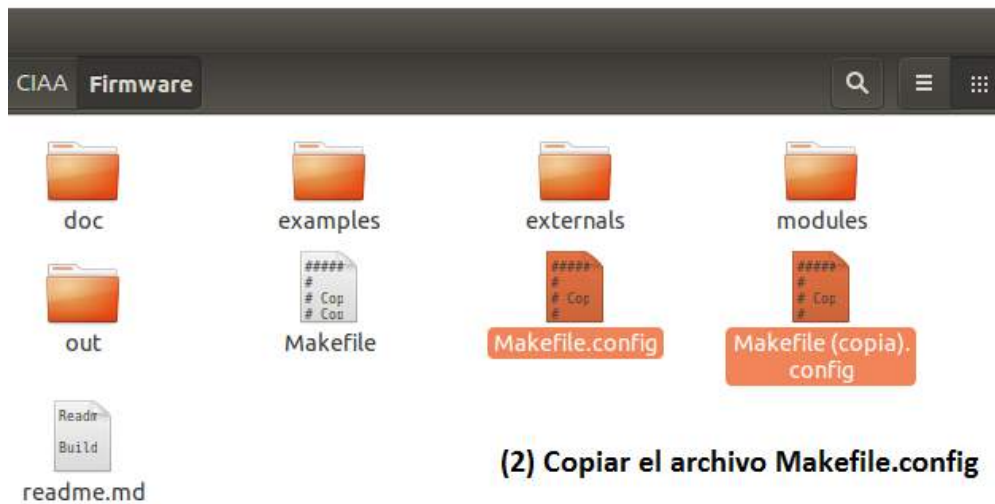 CIAA Firmware
doc
examples
externals
modules
#####
#
# Cop
# Cop
#####
#
# Cop
#
#####
#
# Cop
#
out
Makefile
Makefile.config
Makefile (copia).
config
Readm
Build
readme.md
(2) Copiar el archivo Makefile.config